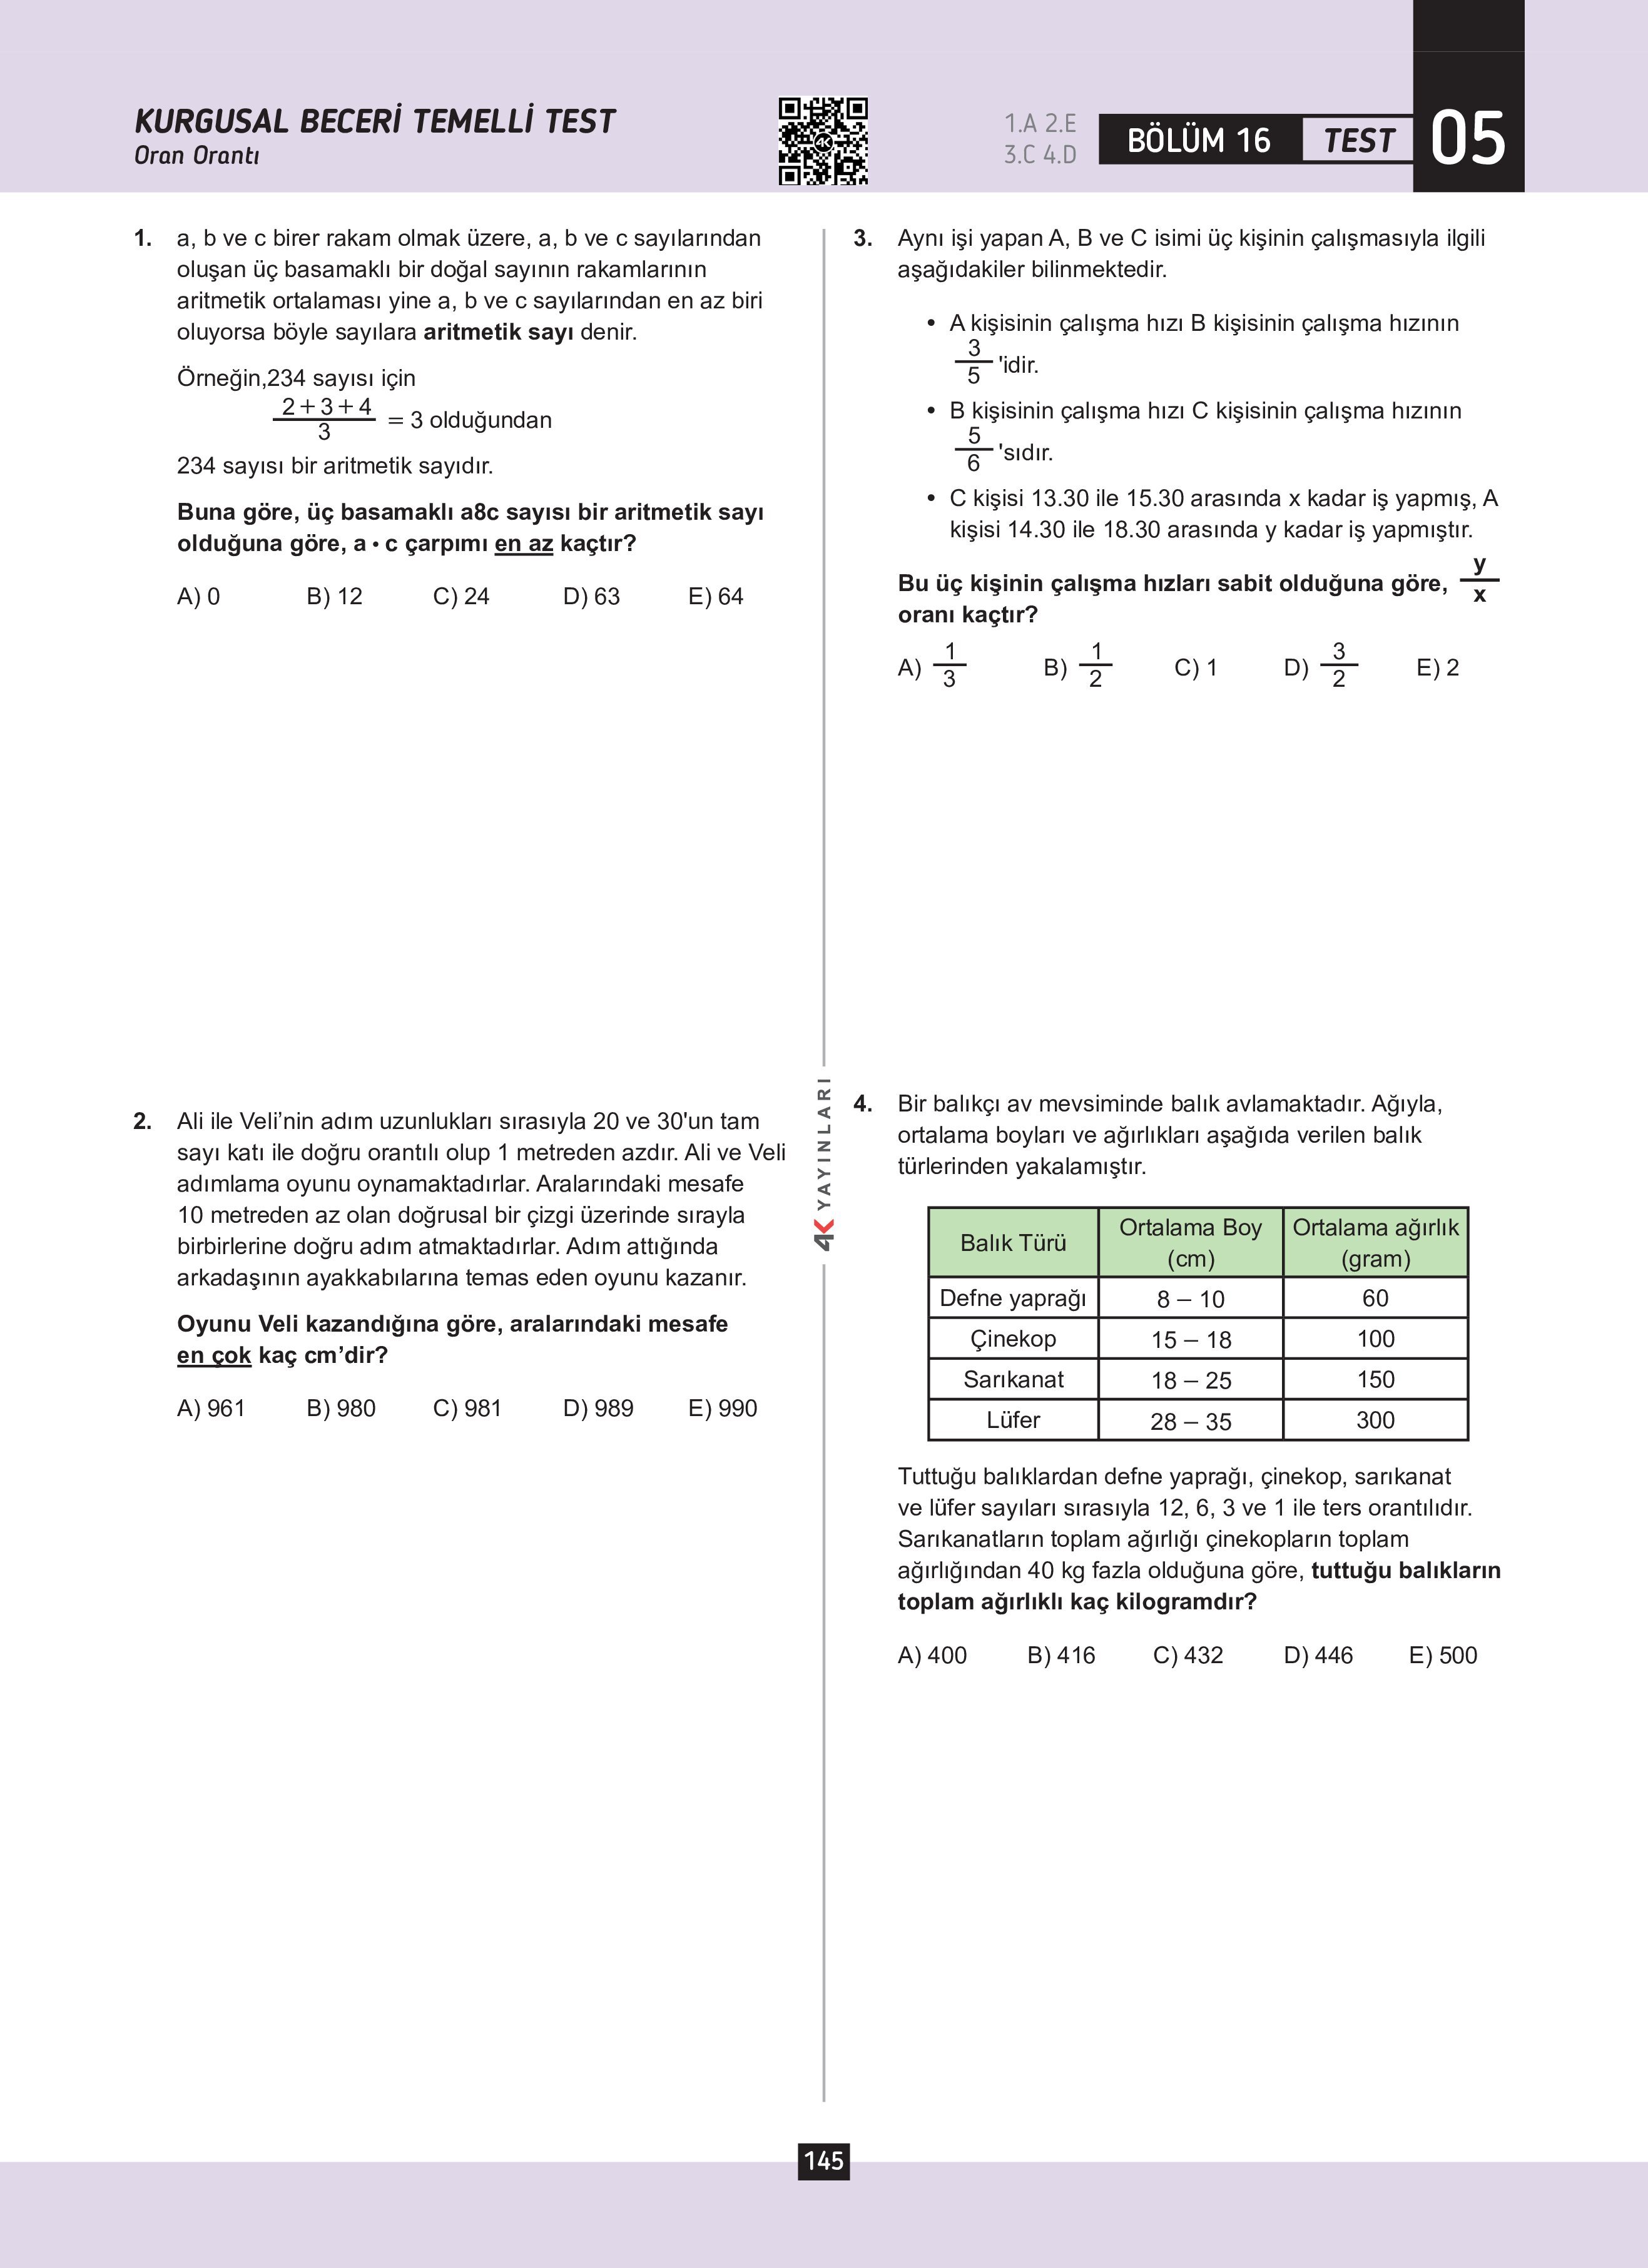 KURGUSAL BECERİ TEMELLİ TEST
Oran Orantı
4K
1.A 2.E
3.C 4.D
BÖLÜM 16
TEST
05
1. a, b ve c birer rakam olmak üzere, a, b ve c sayılarından
oluşan üç basamaklı bir doğal sayının rakamlarının
aritmetik ortalaması yine a, b ve c sayılarından en az biri
oluyorsa böyle sayılara aritmetik sayı denir.
Örneğin,234 sayısı için
2+3+4
3
= 3 olduğundan
234 sayısı bir aritmetik sayıdır.
Buna göre, üç basamaklı a8c sayısı bir aritmetik sayı
olduğuna göre, a • c çarpımı en az kaçtır?
A) 0 B) 12 C) 24 D) 63 E) 64
2. Ali ile Veli’nin adım uzunlukları sırasıyla 20 ve 30'un tam
sayı katı ile doğru orantılı olup 1 metreden azdır. Ali ve Veli
adımlama oyunu oynamaktadırlar. Aralarındaki mesafe
10 metreden az olan doğrusal bir çizgi üzerinde sırayla
birbirlerine doğru adım atmaktadırlar. Adım attığında
arkadaşının ayakkabılarına temas eden oyunu kazanır.
Oyunu Veli kazandığına göre, aralarındaki mesafe
en çok kaç cm’dir?
A) 961 B) 980 C) 981 D) 989 E) 990
4K YAYINLARI
3. Aynı işi yapan A, B ve C isimi üç kişinin çalışmasıyla ilgili
aşağıdakiler bilinmektedir.
• A kişisinin çalışma hızı B kişisinin çalışma hızının
3
5
'idir.
• B kişisinin çalışma hızı C kişisinin çalışma hızının
5
6
'sıdır.
• C kişisi 13.30 ile 15.30 arasında x kadar iş yapmış, A
kişisi 14.30 ile 18.30 arasında y kadar iş yapmıştır.
Bu üç kişinin çalışma hızları sabit olduğuna göre, y/x
oranı kaçtır?
A) 1/3 B) 1/2 C) 1 D) 3/2 E) 2
4. Bir balıkçı av mevsiminde balık avlamaktadır. Ağıyla,
ortalama boyları ve ağırlıkları aşağıda verilen balık
türlerinden yakalamıştır.
Balık Türü Ortalama Boy (cm) Ortalama ağırlık (gram)
Defne yaprağı 8 – 10 60
Çinekop 15 – 18 100
Sarıkanat 18 – 25 150
Lüfer 28 – 35 300
Tuttuğu balıklardan defne yaprağı, çinekop, sarıkanat
ve lüfer sayıları sırasıyla 12, 6, 3 ve 1 ile ters orantılıdır.
Sarıkanatların toplam ağırlığı çinekopların toplam
ağırlığından 40 kg fazla olduğuna göre, tuttuğu balıkların
toplam ağırlıklı kaç kilogramdır?
A) 400 B) 416 C) 432 D) 446 E) 500
145